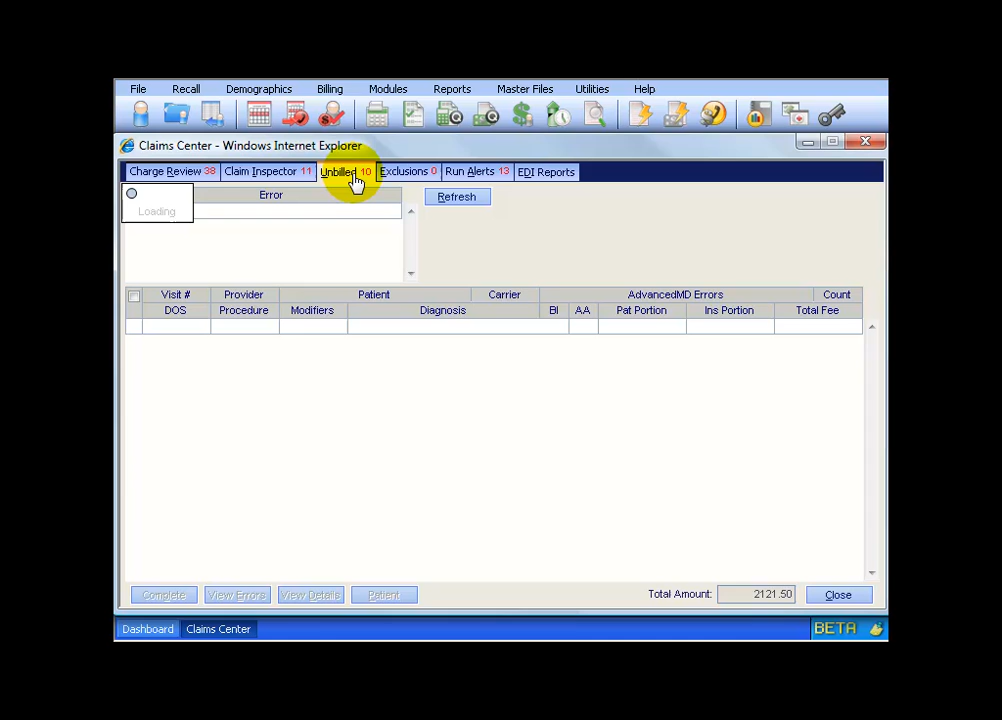 File Recall Demographics Billing Modules Reports Master Files Utilities Help
Claims Center - Windows Internet Explorer
Charge Review 38 Claim Inspector 11 Unbilled 10 Exclusions 0 Run Alerts 13 EDI Reports
Error Refresh
Loading
Visit # Provider Patient Carrier AdvancedMD Errors Count
DOS Procedure Modifiers Diagnosis BI AA Pat Portion Ins Portion Total Fee
Complete View Errors View Details Patient Total Amount: 2121.50 Close
Dashboard Claims Center BETA